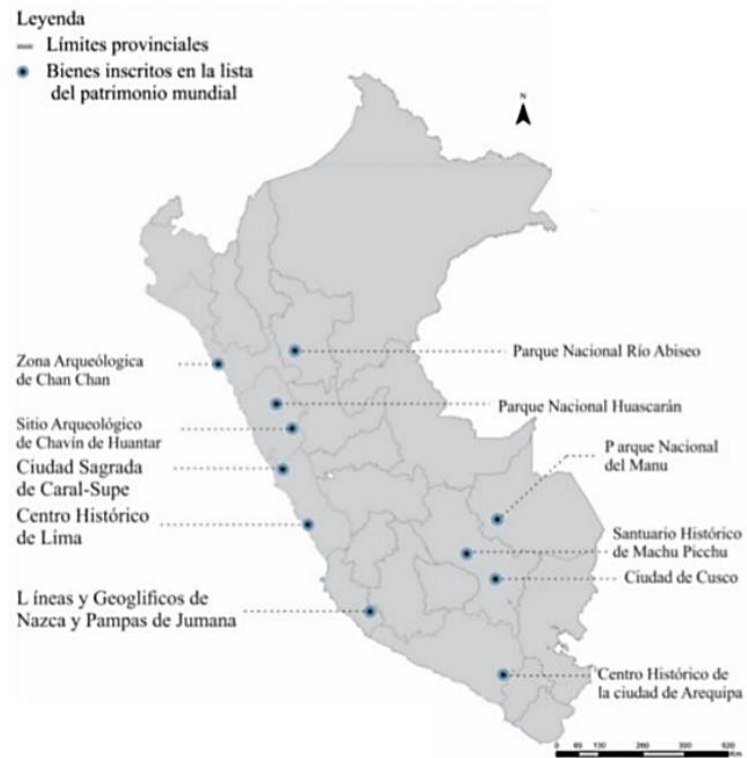 Leyenda
Límites provinciales
Bienes inscritos en la lista
del patrimonio mundial
N
Zona Arqueólogica
de Chan Chan
Sitio Arqueológico
de Chavín de Huantar
Ciudad Sagrada
de Caral-Supe
Centro Histórico
de Lima
L íneas y Geoglificos de
Nazca y Pampas de Jumana
Parque Nacional Río Abiseo
Parque Nacional Huascarán
P arque Nacional
del Manu
Santuario Histórico
de Machu Picchu
Ciudad de Cusco
Centro Histórico de
la ciudad de Arequipa
0